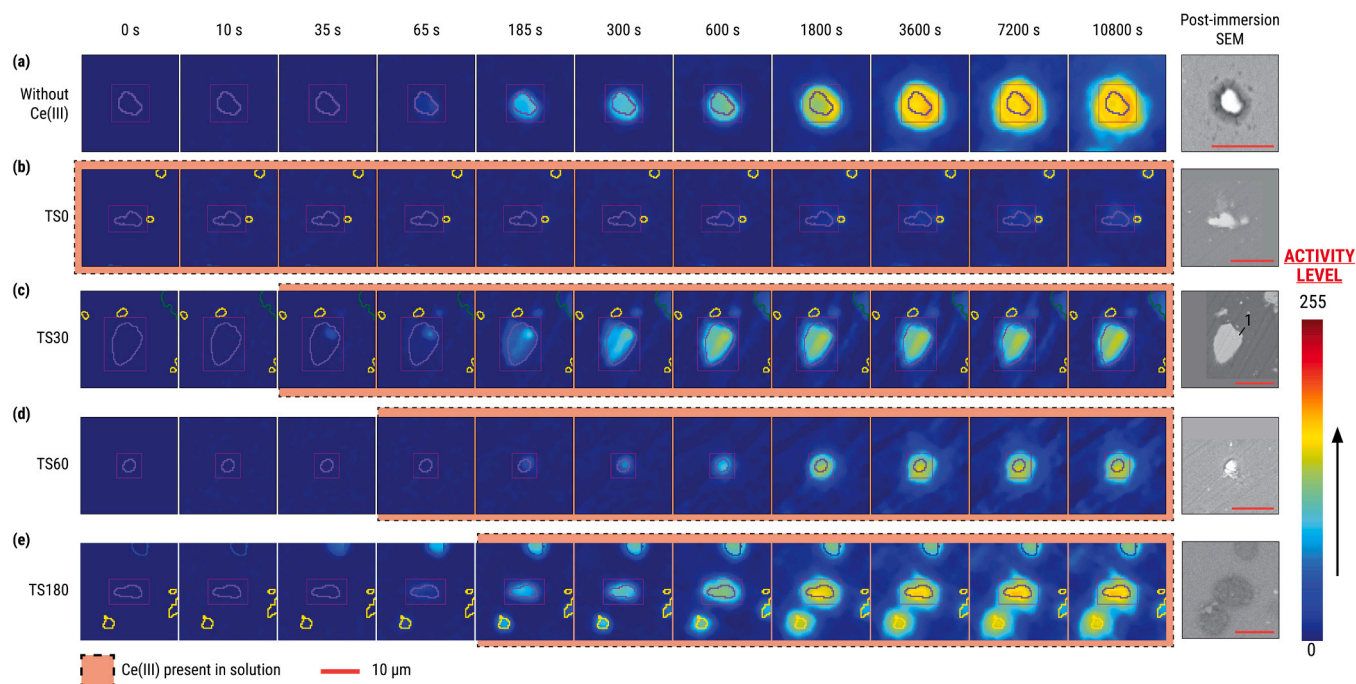 0 s 10 s 35 s 65 s 185 s 300 s 600 s 1800 s 3600 s 7200 s 10800 s Post-immersion
SEM
(a)
Without
Ce(III)
(b)
TS0
ACTIVITY
LEVEL
(c)
255
TS30
1
(d)
TS60
(e)
TS180
0
Ce(III) present in solution 10 μm